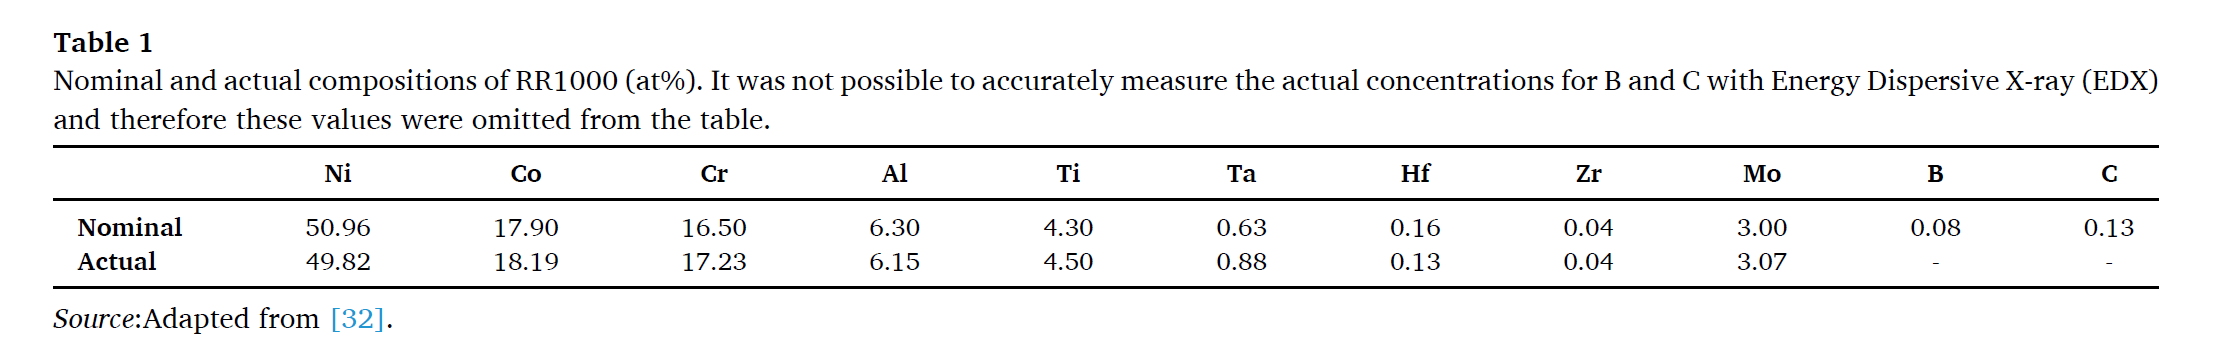 Table 1
Nominal and actual compositions of RR1000 (at%). It was not possible to accurately measure the actual concentrations for B and C with Energy Dispersive X-ray (EDX)
and therefore these values were omitted from the table.
Ni Co Cr Al Ti Ta Hf Zr Mo B C
Nominal 50.96 17.90 16.50 6.30 4.30 0.63 0.16 0.04 3.00 0.08 0.13
Actual 49.82 18.19 17.23 6.15 4.50 0.88 0.13 0.04 3.07 - -
Source:Adapted from [32].